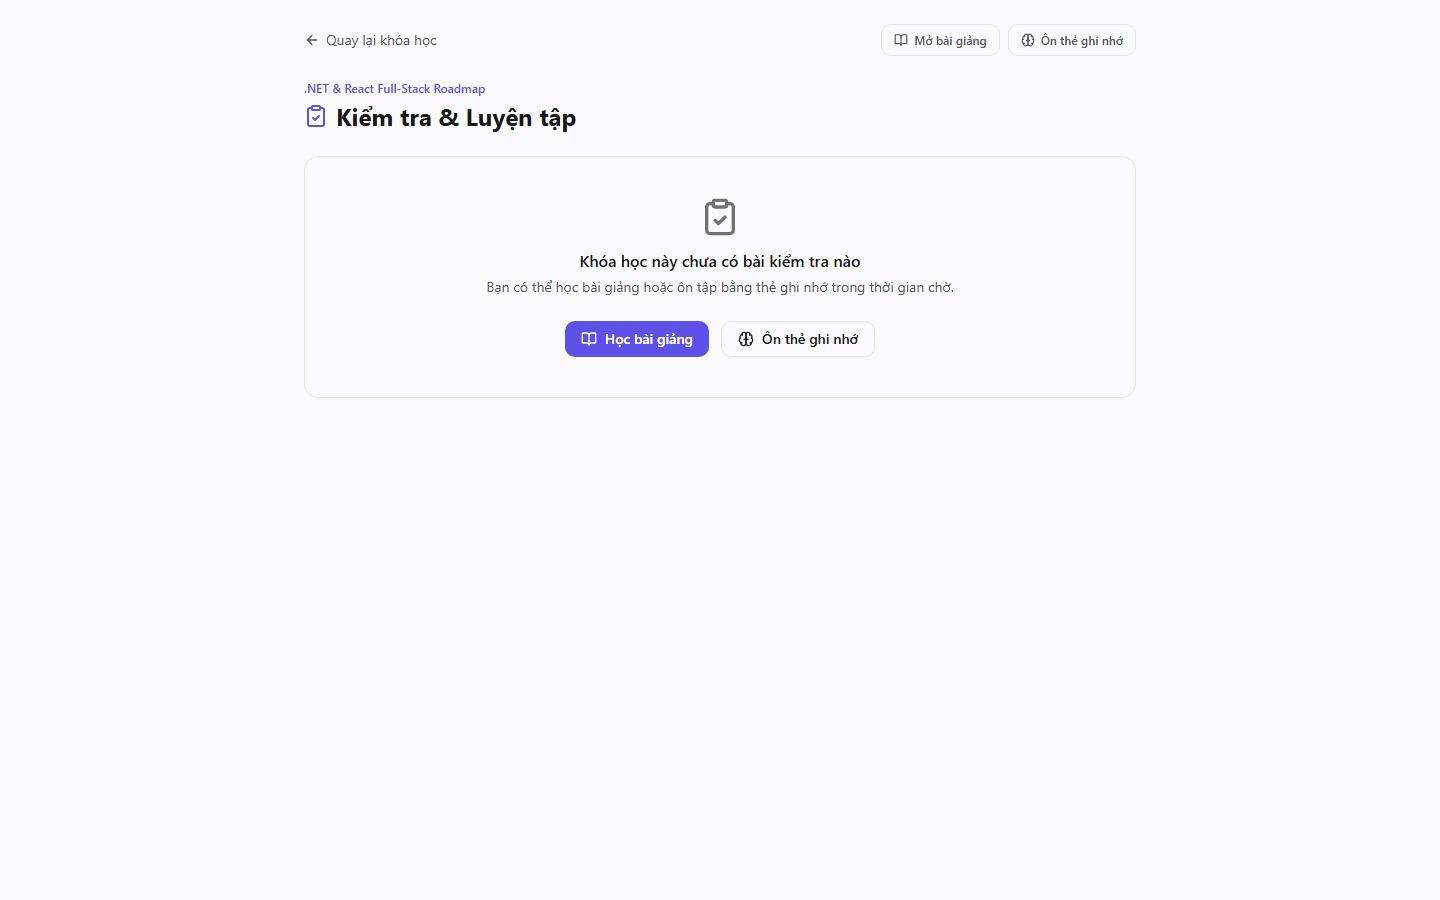 Quay lại khóa học
Mở bài giảng
Ôn thẻ ghi nhớ
.NET & React Full-Stack Roadmap
Kiểm tra & Luyện tập
Khóa học này chưa có bài kiểm tra nào
Bạn có thể học bài giảng hoặc ôn tập bằng thẻ ghi nhớ trong thời gian chờ.
Học bài giảng
Ôn thẻ ghi nhớ